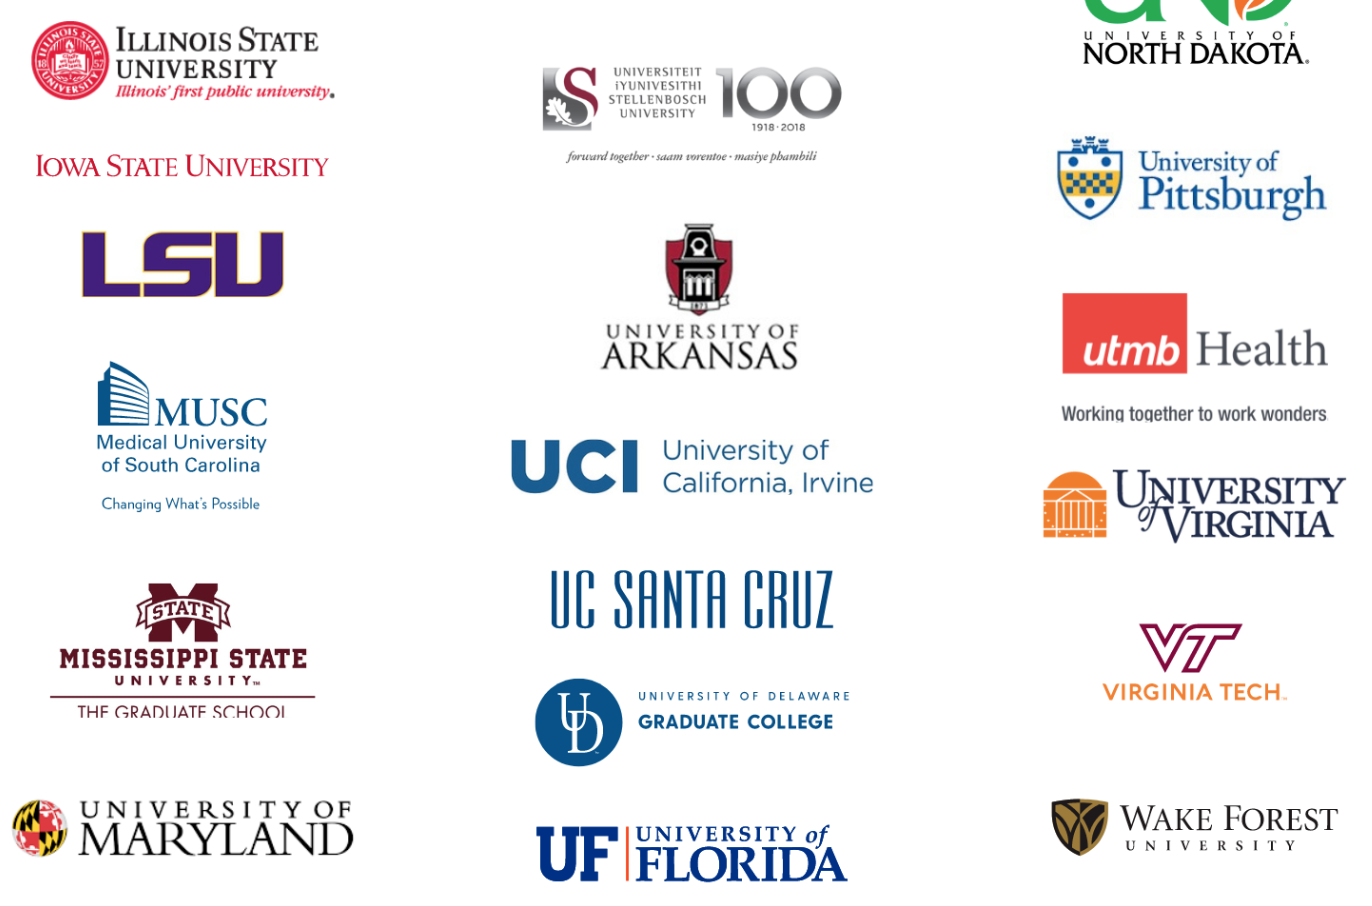 ILLINOIS STATE
UNIVERSITY
Illinois' first public university.
IOWA STATE UNIVERSITY
LSU
MUSC
Medical University
of South Carolina
Changing What's Possible
STATE
MISSISSIPPI STATE
UNIVERSITY™
THE GRADUATE SCHOOL
UNIVERSITY OF
MARYLAND
S
UNIVERSITEIT
iYUNIVESITHI
STELLENBOSCH
UNIVERSITY
100
1918·2018
forward together · saam vorentoe · masiye phambili
1871
UNIVERSITY OF
ARKANSAS
UCI
University of
California, Irvine
UC SANTA CRUZ
UD
UNIVERSITY OF DELAWARE
GRADUATE COLLEGE
UF
UNIVERSITY of
FLORIDA
UNIVERSITY OF
NORTH DAKOTA®
University of
Pittsburgh
utmb Health
Working together to work wonders
UNIVERSITY
of VIRGINIA
VT
VIRGINIA TECH™
WAKE FOREST
UNIVERSITY